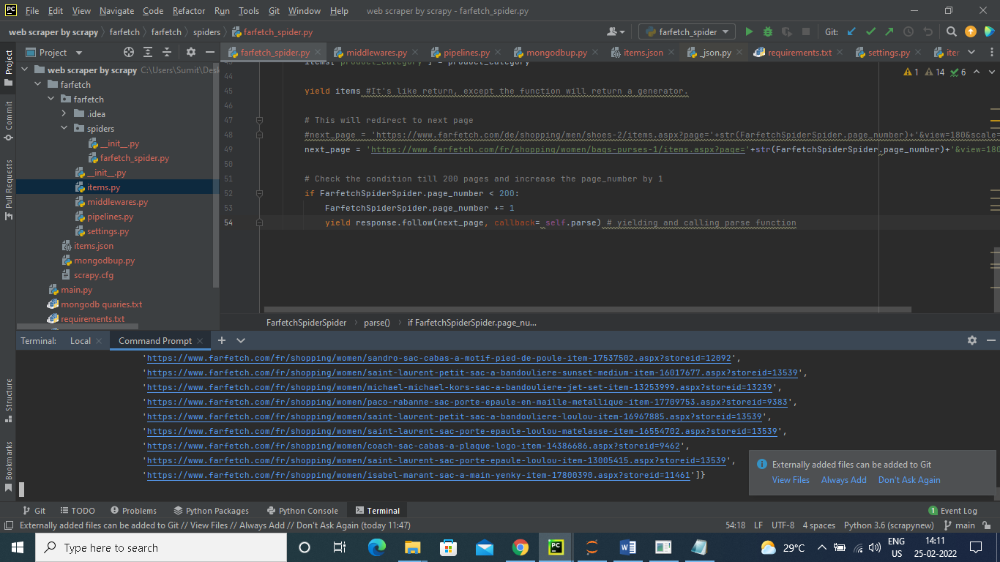 File Edit View Navigate Code Refactor Run Tools Git Window Help web scraper by scrapy - farfetch_spider.py
web scraper by scrapy farfetch farfetch spiders farfetch_spider.py farfetch_spider Git:
Project farfetch_spider.py middlewares.py pipelines.py mongodbup.py items.json _json.py requirements.txt settings.py iter
Project
Commit
Pull Requests
Structure
Bookmarks
web scraper by scrapy C:\Users\Sumit\Desk
farfetch
farfetch
.idea
spiders
__init__.py
farfetch_spider.py
__init__.py
items.py
middlewares.py
pipelines.py
settings.py
items.json
mongodbup.py
scrapy.cfg
main.py
mongodb quaries.txt
requirements.txt
1 14 6
43 items['product_category'] = product_category
44
45 yield items #It's like return, except the function will return a generator.
46
47 # This will redirect to next page
48 #next_page = 'https://www.farfetch.com/de/shopping/men/shoes-2/items.aspx?page='+str(FarfetchSpiderSpider.page_number)+'&view=180&scale=
49 next_page = 'https://www.farfetch.com/fr/shopping/women/bags-purses-1/items.aspx?page='+str(FarfetchSpiderSpider.page_number)+'&view=180
50
51 # Check the condition till 200 pages and increase the page_number by 1
52 if FarfetchSpiderSpider.page_number < 200:
53 FarfetchSpiderSpider.page_number += 1
54 yield response.follow(next_page, callback= self.parse) # yielding and calling parse function
FarfetchSpiderSpider parse() if FarfetchSpiderSpider.page_nu...
Terminal: Local Command Prompt
'https://www.farfetch.com/fr/shopping/women/sandro-sac-cabas-a-motif-pied-de-poule-item-17537502.aspx?storeid=12092',
'https://www.farfetch.com/fr/shopping/women/saint-laurent-petit-sac-a-bandouliere-sunset-medium-item-16017677.aspx?storeid=13539',
'https://www.farfetch.com/fr/shopping/women/michael-michael-kors-sac-a-bandouliere-jet-set-item-13253999.aspx?storeid=13239',
'https://www.farfetch.com/fr/shopping/women/paco-rabanne-sac-porte-epaule-en-maille-metallique-item-17709753.aspx?storeid=9383',
'https://www.farfetch.com/fr/shopping/women/saint-laurent-petit-sac-a-bandouliere-loulou-item-16967885.aspx?storeid=13539',
'https://www.farfetch.com/fr/shopping/women/saint-laurent-sac-porte-epaule-loulou-matelasse-item-16554702.aspx?storeid=13539',
'https://www.farfetch.com/fr/shopping/women/coach-sac-cabas-a-plaque-logo-item-14386686.aspx?storeid=9462',
'https://www.farfetch.com/fr/shopping/women/saint-laurent-sac-porte-epaule-loulou-item-13005415.aspx?storeid=13539',
'https://www.farfetch.com/fr/shopping/women/isabel-marant-sac-a-main-yenky-item-17800390.aspx?storeid=11461']}
Externally added files can be added to Git
View Files Always Add Don't Ask Again
Git TODO Problems Python Packages Python Console Terminal 1 Event Log
Externally added files can be added to Git // View Files // Always Add // Don't Ask Again (today 11:47) 54:18 LF UTF-8 4 spaces Python 3.6 (scrapynew) main
Type here to search
29°C
ENG
US
14:11
25-02-2022